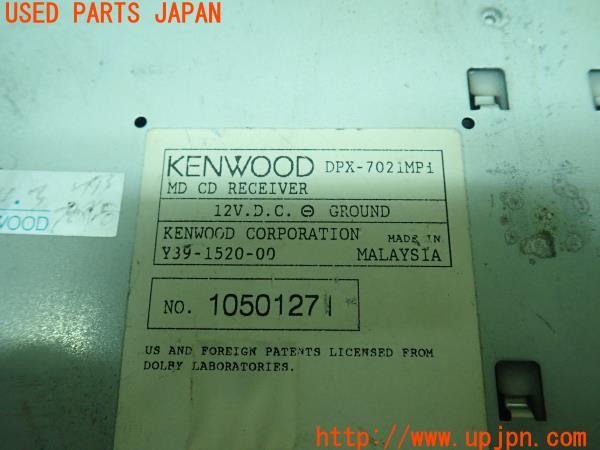 USED PARTS JAPAN
KENWOOD DPX-7021MPi
MD CD RECEIVER
12V.D.C. ⊖ GROUND
KENWOOD CORPORATION MADE IN
Y39-1520-00 MALAYSIA
NO. 10501271
US AND FOREIGN PATENTS LICENSED FROM
DOLBY LABORATORIES.
WOOD
http://www.upjpn.com